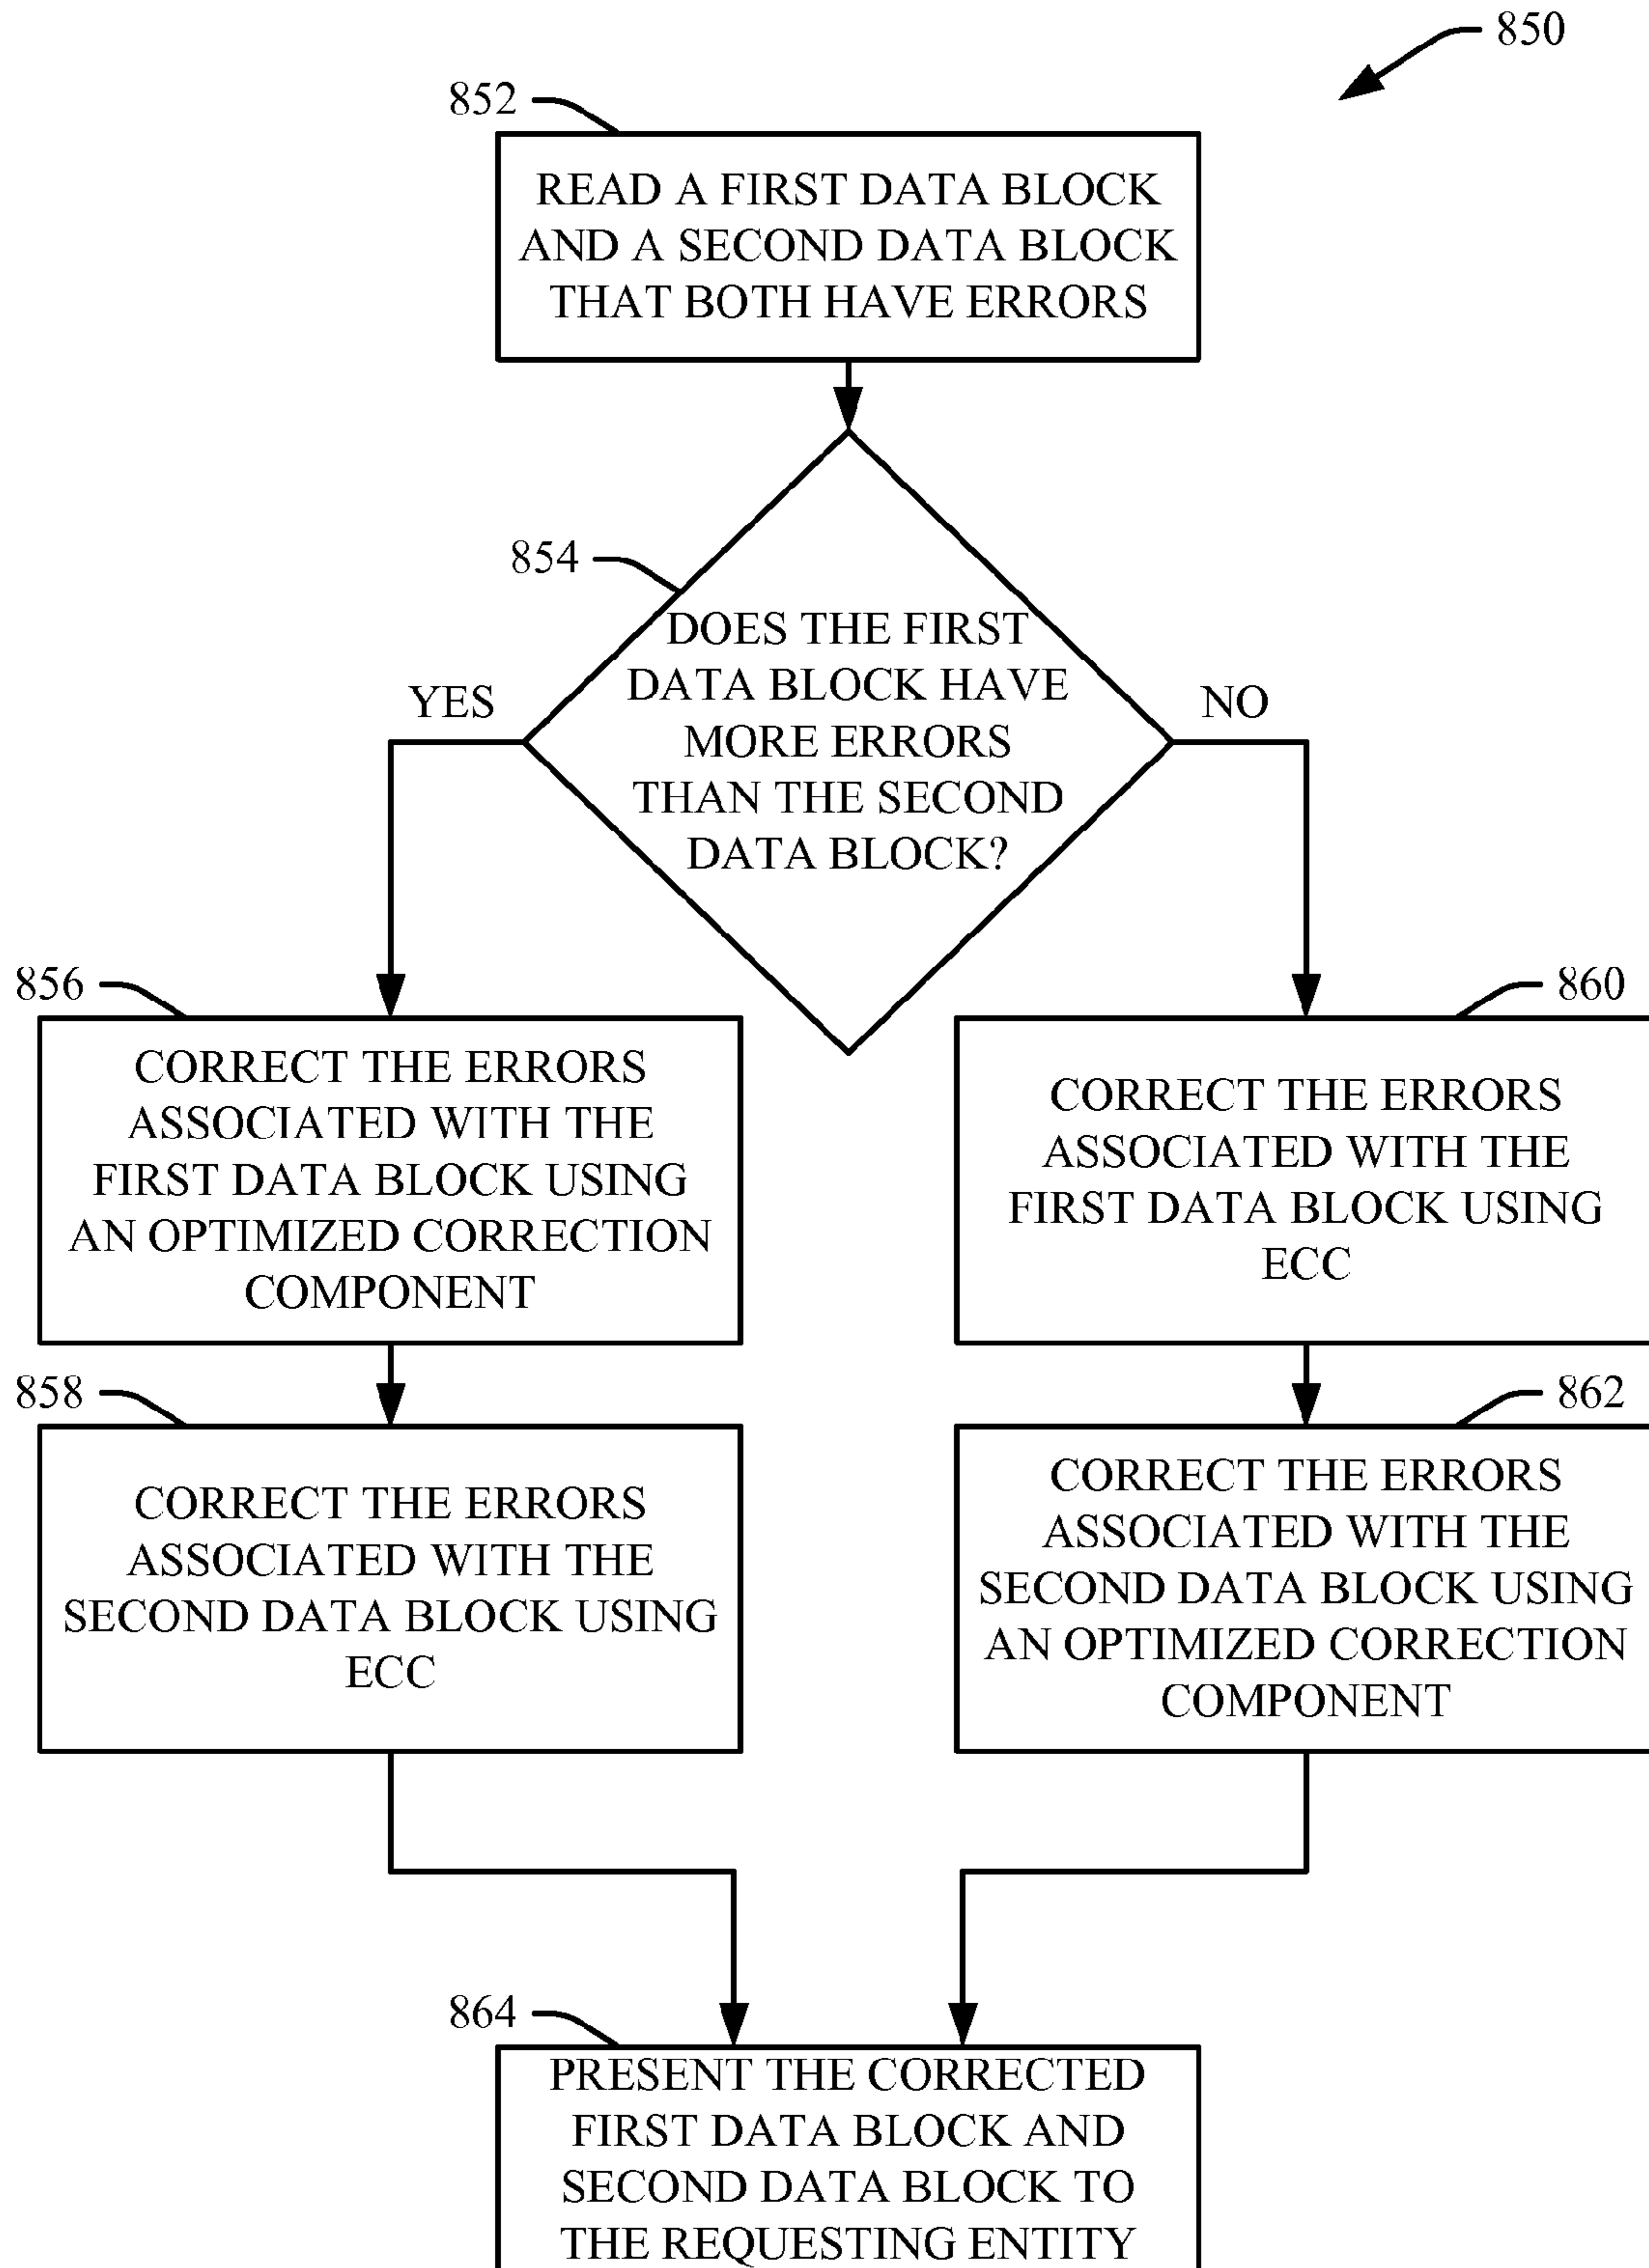 850
852
READ A FIRST DATA BLOCK
AND A SECOND DATA BLOCK
THAT BOTH HAVE ERRORS
854
DOES THE FIRST
DATA BLOCK HAVE
MORE ERRORS
THAN THE SECOND
DATA BLOCK?
YES
NO
856
CORRECT THE ERRORS
ASSOCIATED WITH THE
FIRST DATA BLOCK USING
AN OPTIMIZED CORRECTION
COMPONENT
860
CORRECT THE ERRORS
ASSOCIATED WITH THE
FIRST DATA BLOCK USING
ECC
858
CORRECT THE ERRORS
ASSOCIATED WITH THE
SECOND DATA BLOCK USING
ECC
862
CORRECT THE ERRORS
ASSOCIATED WITH THE
SECOND DATA BLOCK USING
AN OPTIMIZED CORRECTION
COMPONENT
864
PRESENT THE CORRECTED
FIRST DATA BLOCK AND
SECOND DATA BLOCK TO
THE REQUESTING ENTITY